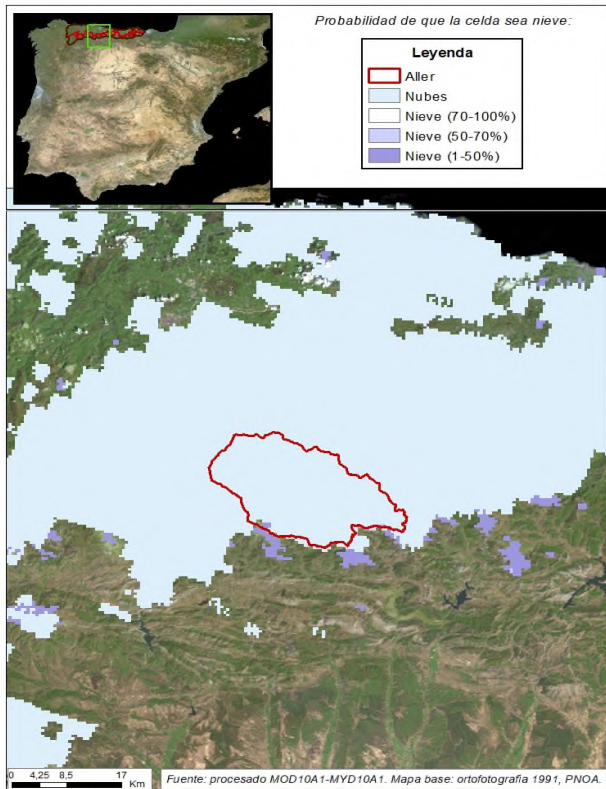 Probabilidad de que la celda sea nieve:
Leyenda
Aller
Nubes
Nieve (70-100%)
Nieve (50-70%)
Nieve (1-50%)
0 4,25 8,5 17
Km
Fuente: procesado MOD10A1-MYD10A1. Mapa base: ortofotografia 1991, PNOA.